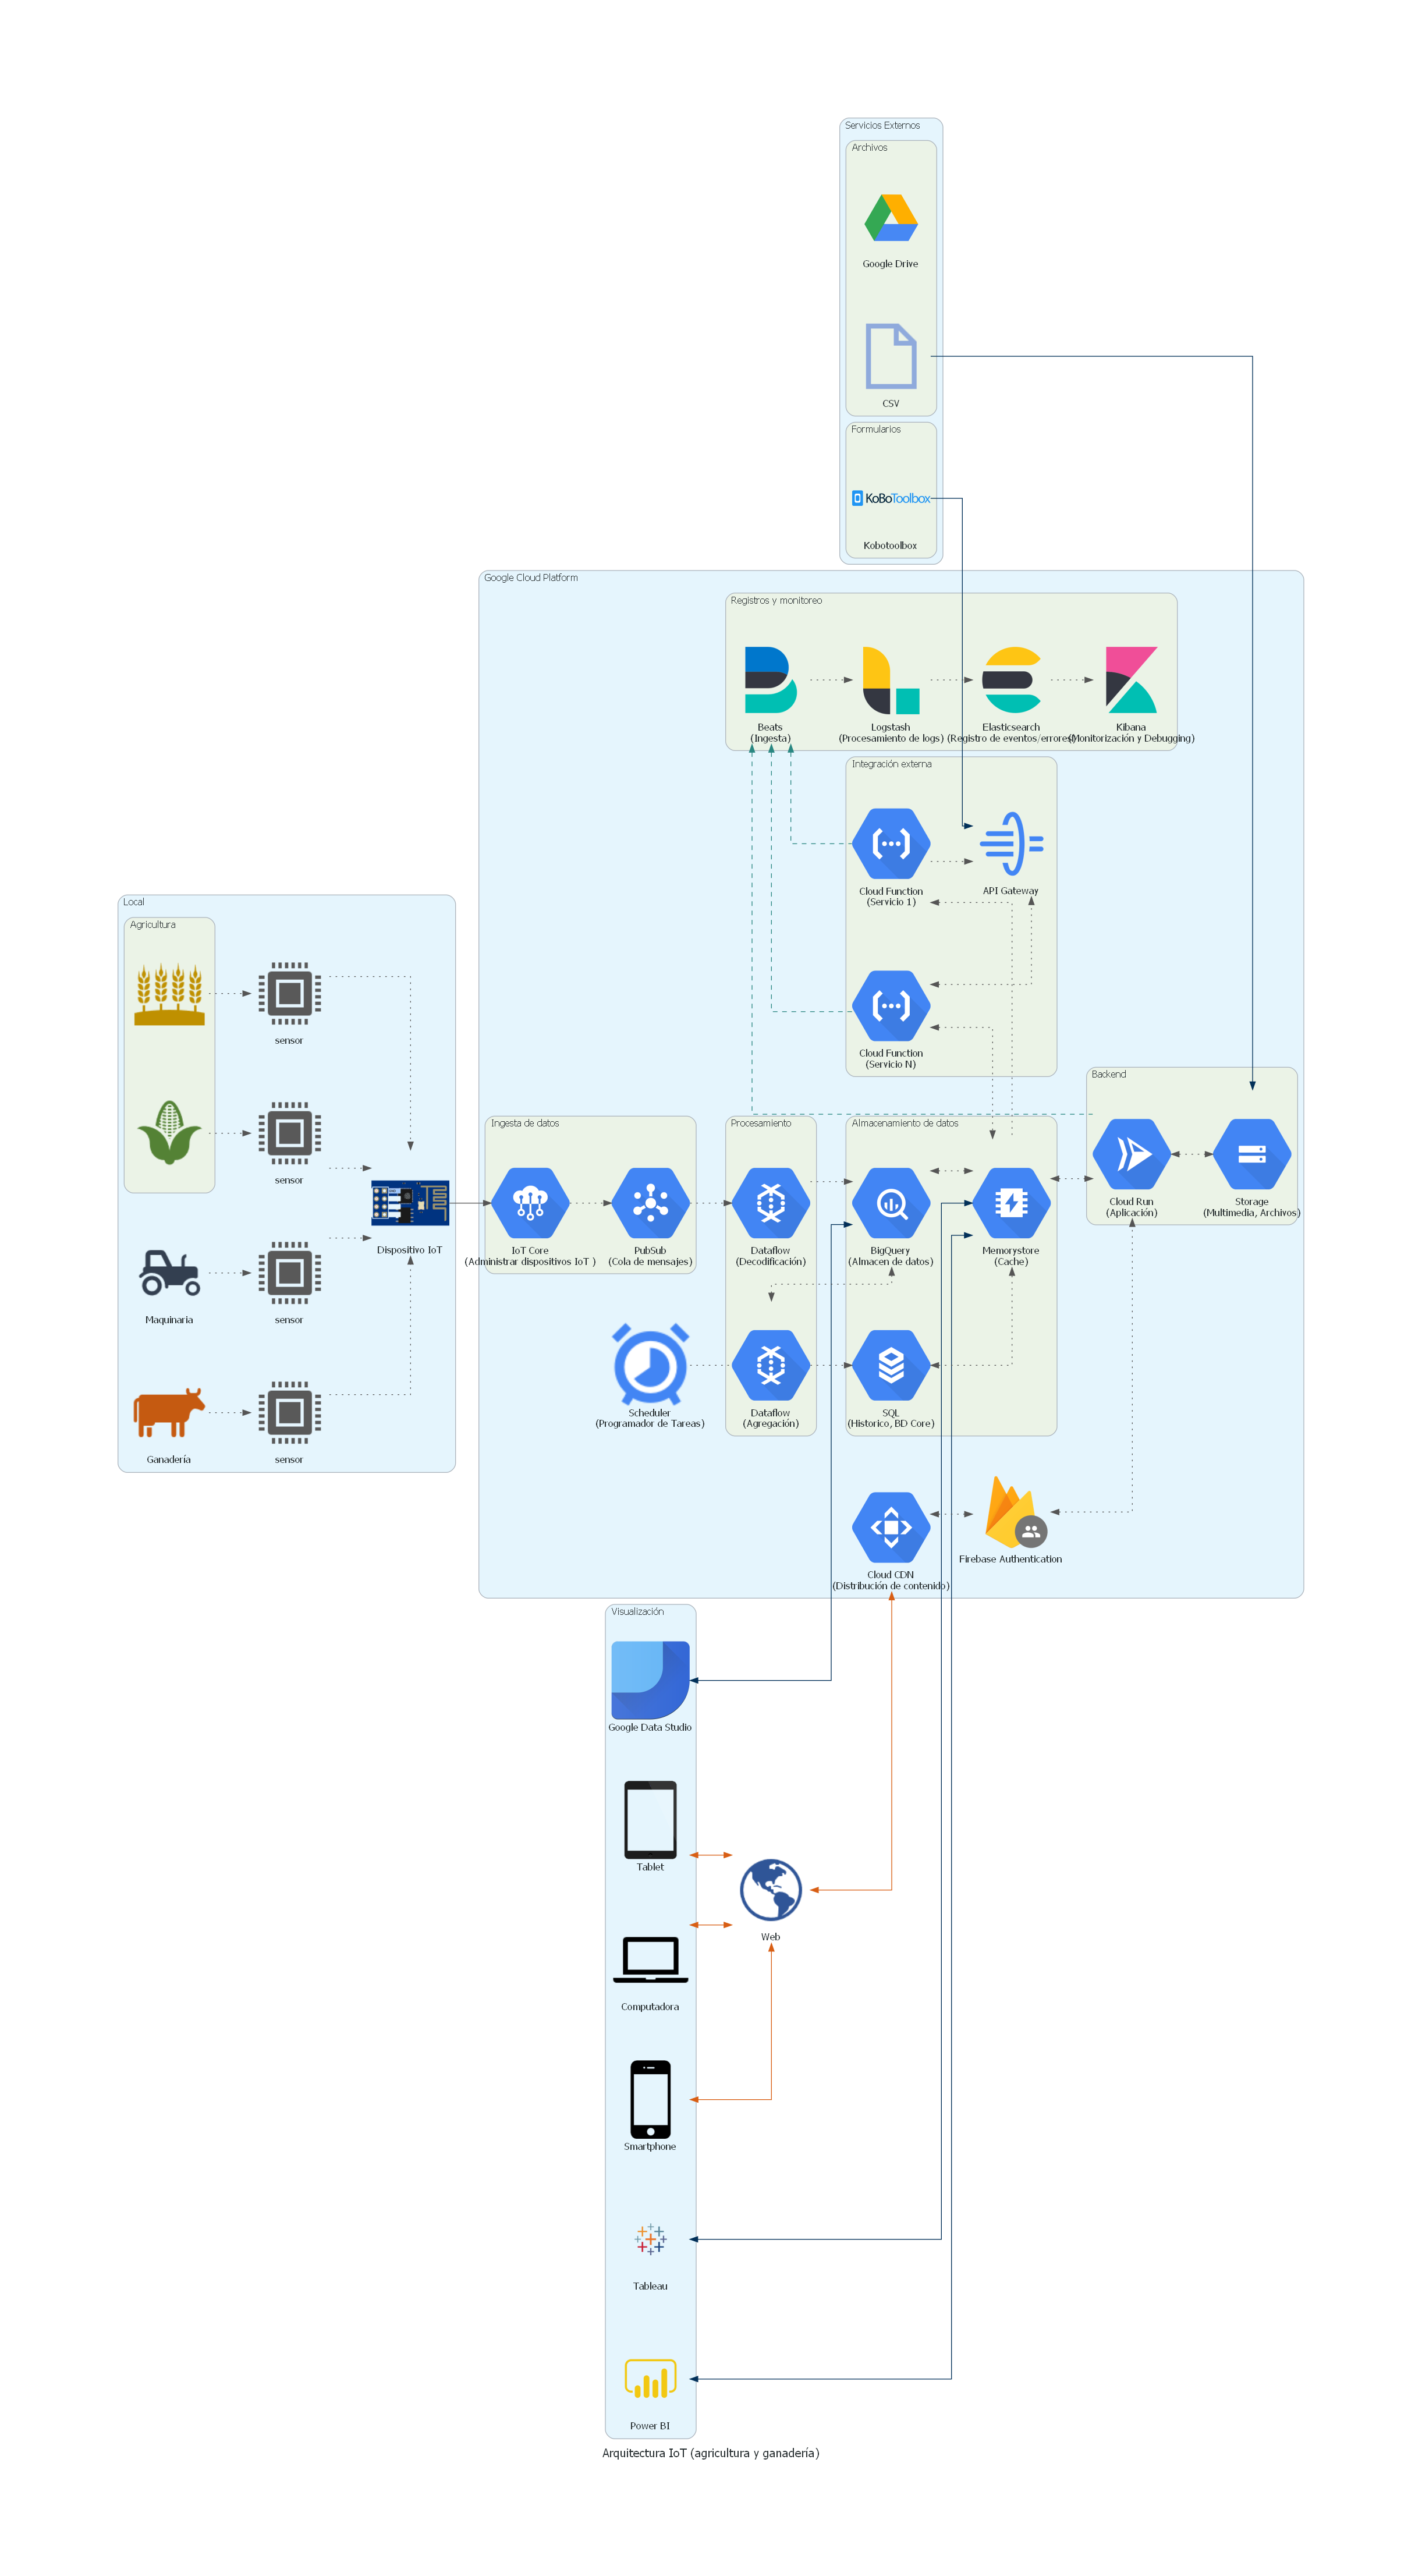 Servicios Externos
Archivos
Google Drive
CSV
Formularios
KoBoToolbox
Kobotoolbox
Google Cloud Platform
Registros y monitoreo
Beats
(Ingesta)
Logstash
(Procesamiento de logs)
Elasticsearch
(Registro de eventos/errores)
Kibana
(Monitorización y Debugging)
Integración externa
Cloud Function
(Servicio 1)
API Gateway
Cloud Function
(Servicio N)
Local
Agricultura
sensor
sensor
Dispositivo IoT
Maquinaria
sensor
Ganadería
sensor
Ingesta de datos
IoT Core
(Administrar dispositivos IoT )
PubSub
(Cola de mensajes)
Procesamiento
Dataflow
(Decodificación)
Almacenamiento de datos
BigQuery
(Almacen de datos)
Memorystore
(Cache)
Backend
Cloud Run
(Aplicación)
Storage
(Multimedia, Archivos)
Scheduler
(Programador de Tareas)
Dataflow
(Agregación)
SQL
(Historico, BD Core)
Cloud CDN
(Distribución de contenido)
Firebase Authentication
Visualización
Google Data Studio
Tablet
Web
Computadora
Smartphone
Tableau
Power BI
Arquitectura IoT (agricultura y ganadería)